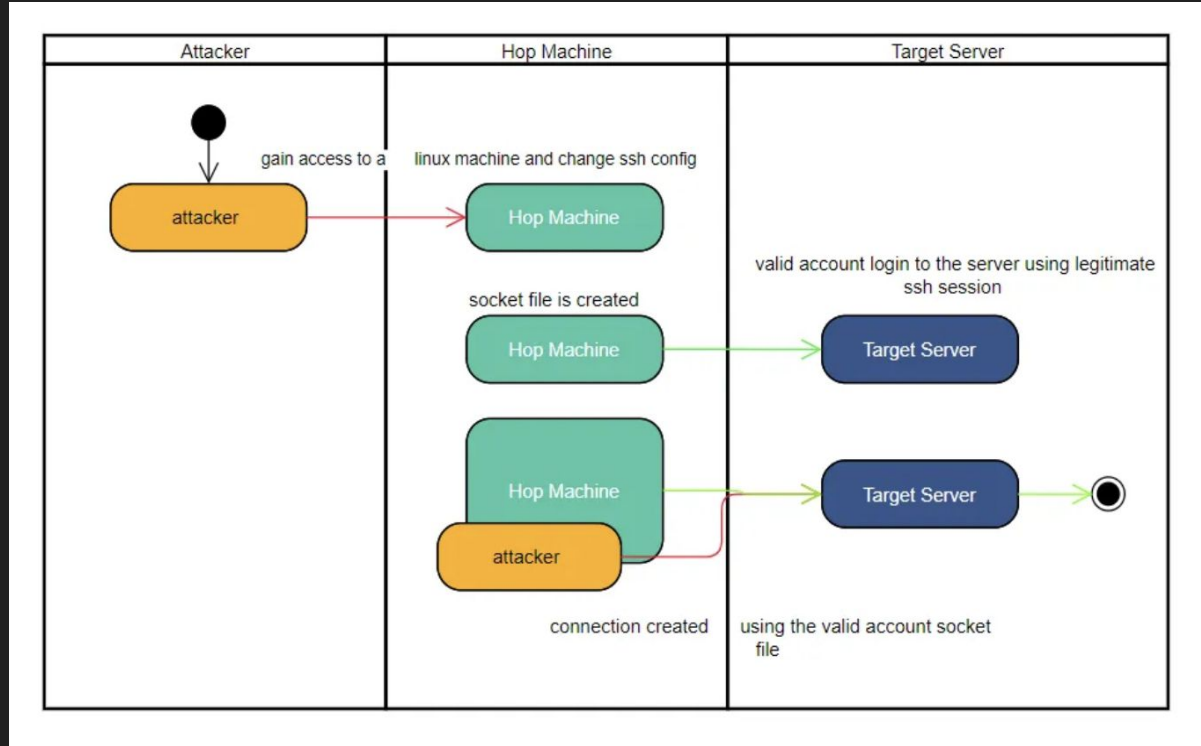 Attacker
Hop Machine
Target Server
gain access to a linux machine and change ssh config
attacker
Hop Machine
valid account login to the server using legitimate
ssh session
socket file is created
Hop Machine
Target Server
Hop Machine
Target Server
attacker
connection created using the valid account socket
file